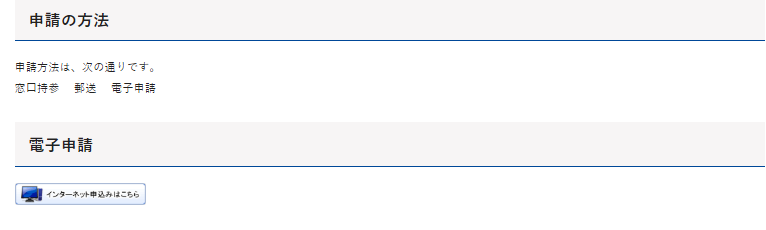 申請の方法
申請方法は、次の通りです。
窓口持参　郵送　電子申請
電子申請
インターネット申込みはこちら